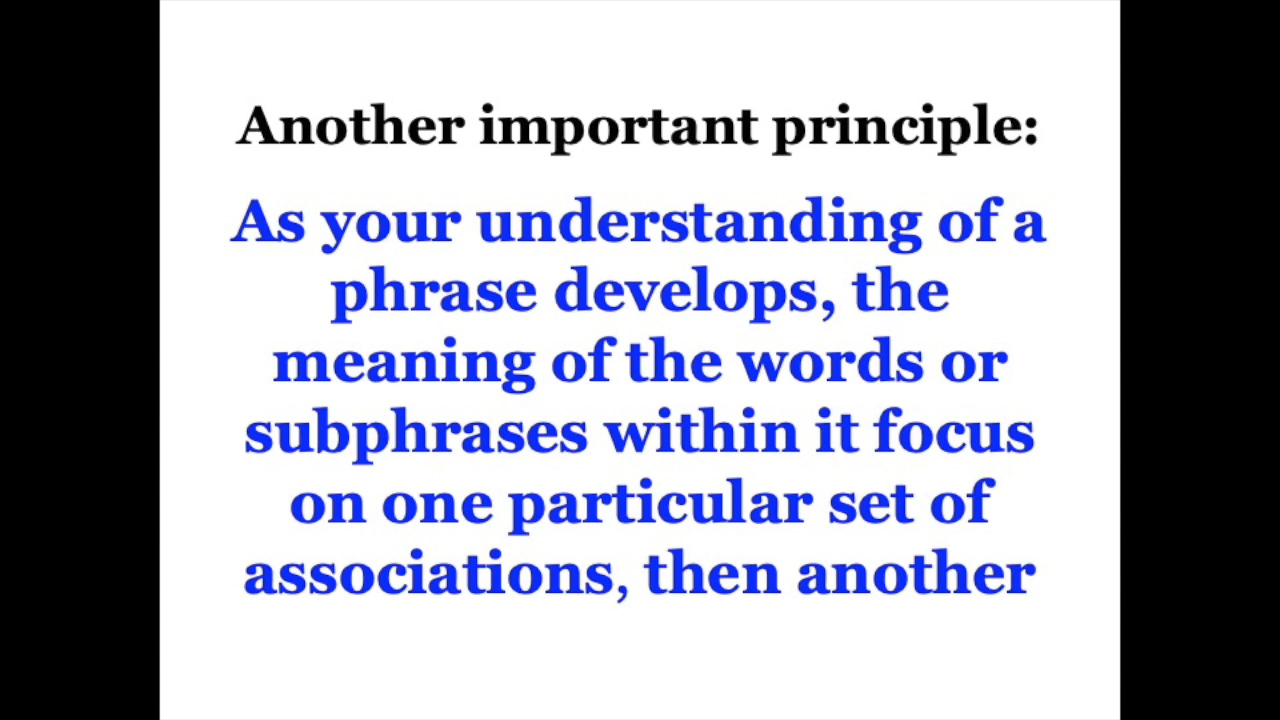 Another important principle:
As your understanding of a
phrase develops, the
meaning of the words or
subphrases within it focus
on one particular set of
associations, then another